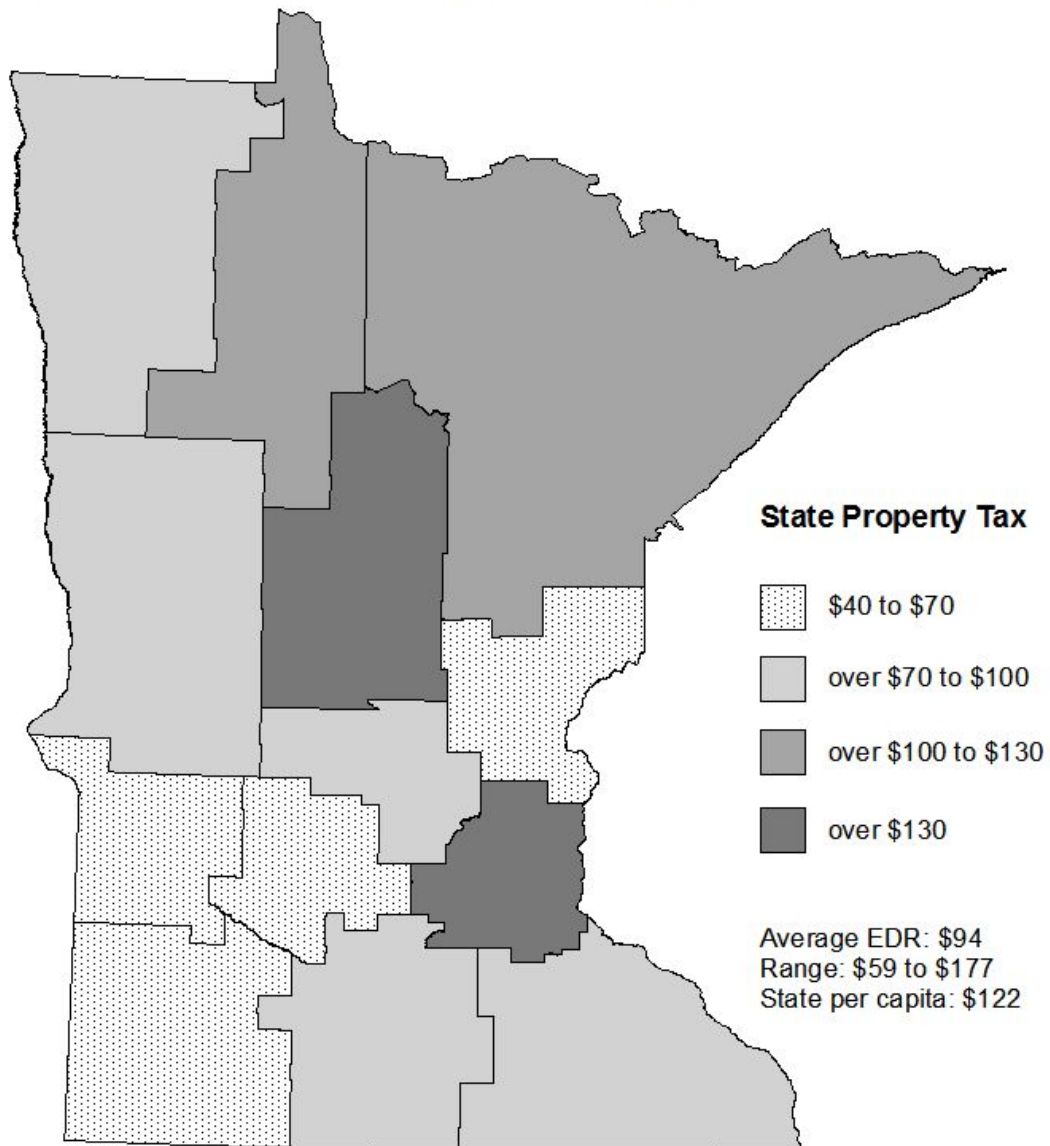 State Property Tax
$40 to $70
over $70 to $100
over $100 to $130
over $130
Average EDR: $94
Range: $59 to $177
State per capita: $122